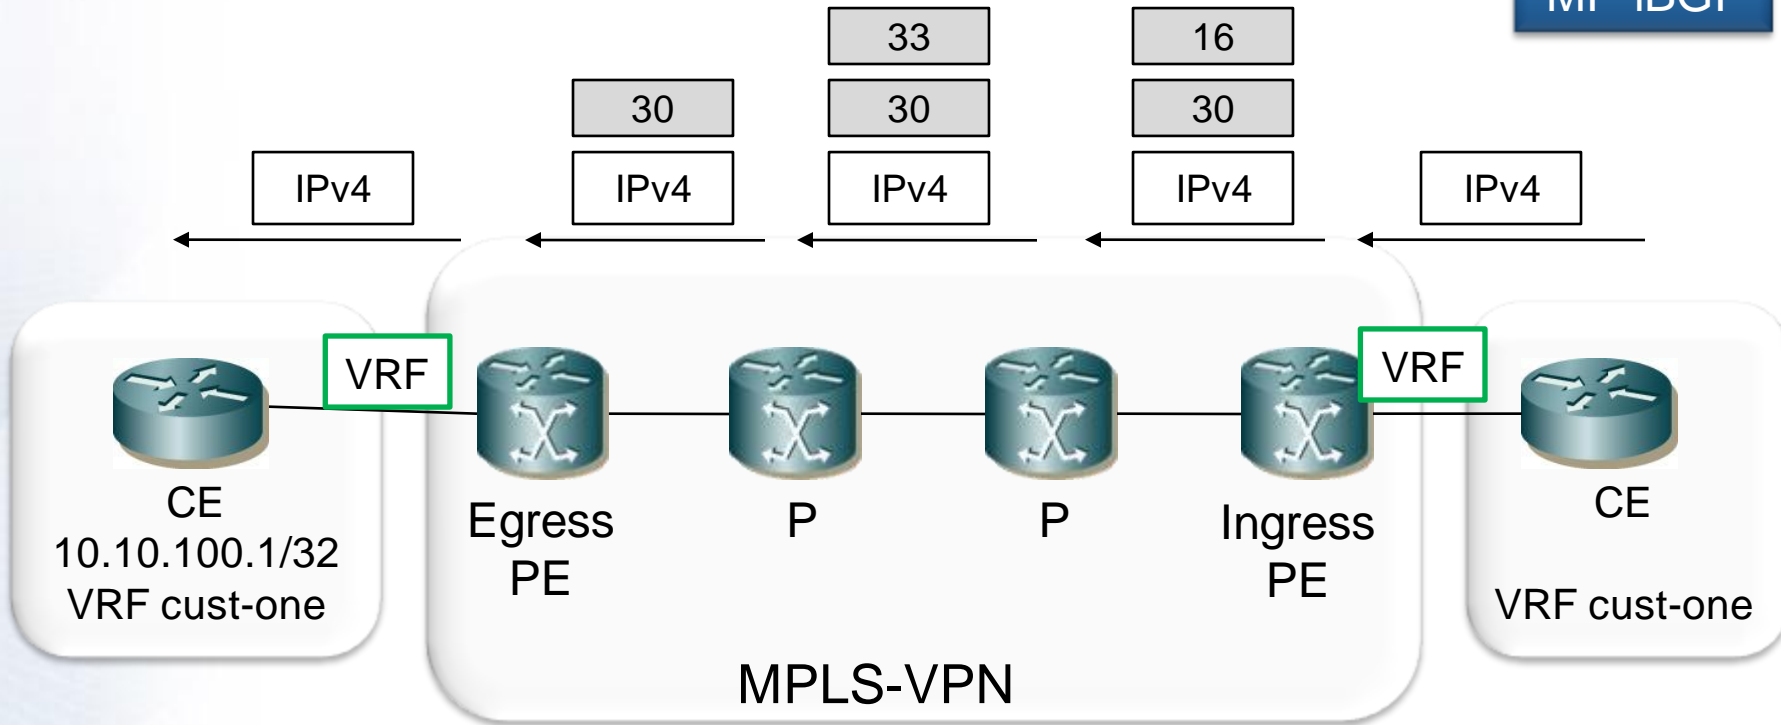 33
16
30
30
30
IPv4
IPv4
IPv4
IPv4
IPv4
VRF
VRF
CE
10.10.100.1/32
VRF cust-one
Egress
PE
P
P
Ingress
PE
CE
VRF cust-one
MPLS-VPN